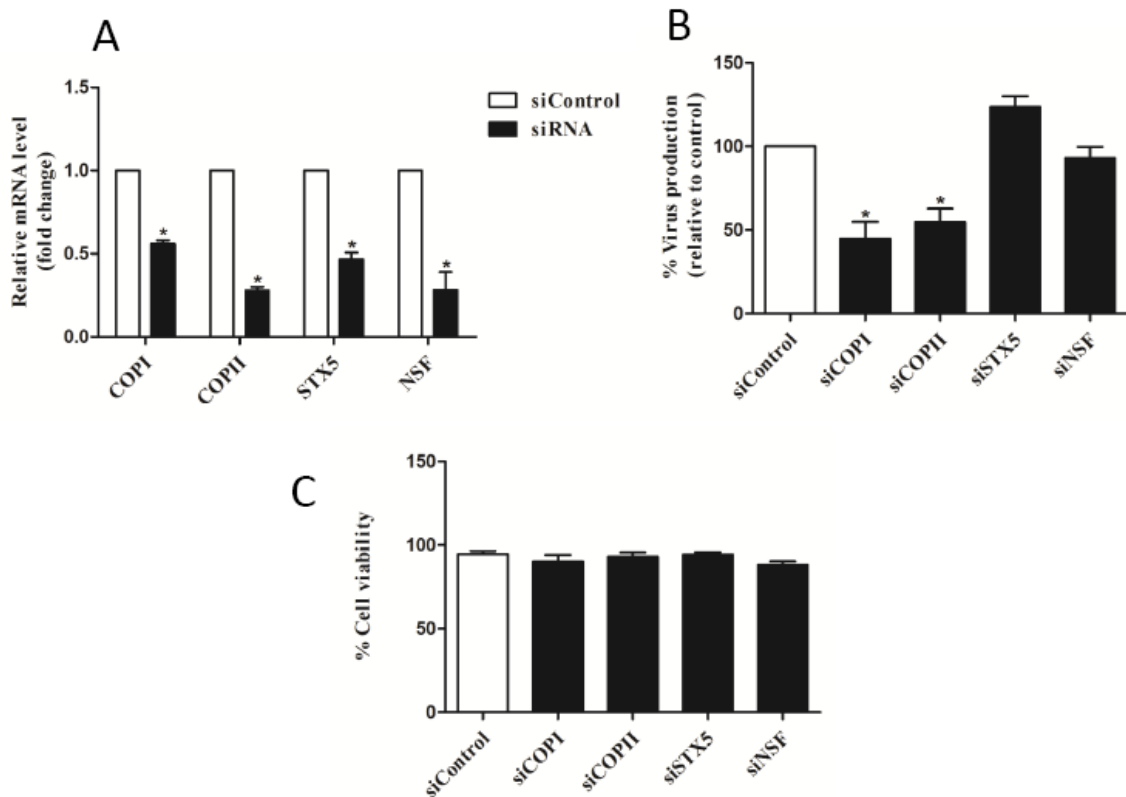 A
Relative mRNA level
(fold change)
1.5
1.0
0.5
0.0
siControl
siRNA
*
*
*
*
COPI
COPII
STX5
NSF
B
% Virus production
(relative to control)
150
100
50
0
*
*
siControl
siCOPI
siCOPII
siSTX5
siNSF
C
% Cell viability
150
100
50
0
siControl
siCOPI
siCOPII
siSTX5
siNSF